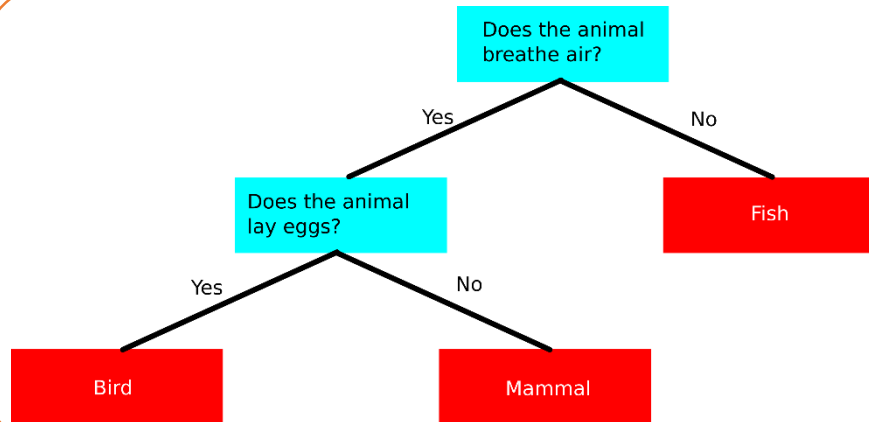 Does the animal
breathe air?
Yes
No
Does the animal
lay eggs?
Fish
Yes
No
Bird
Mammal